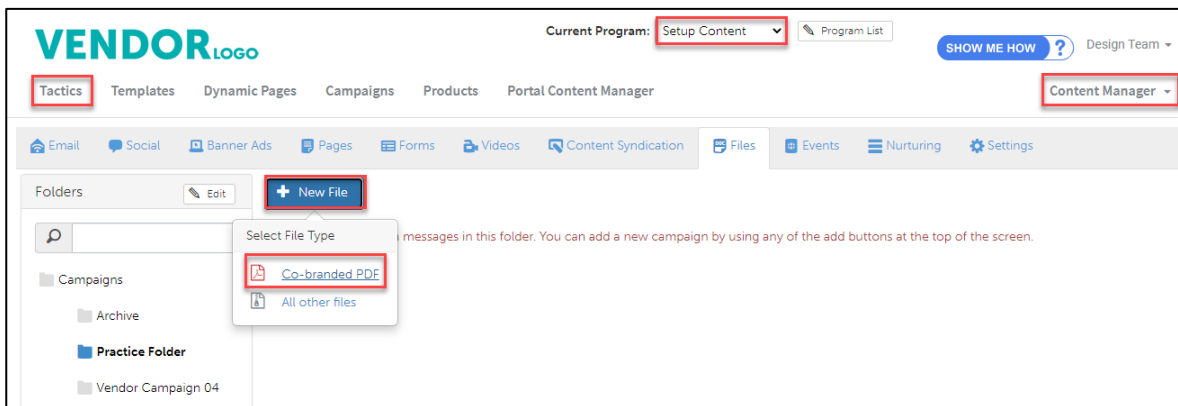 VENDOR LOGO
Current Program: Setup Content Program List
SHOW ME HOW ? Design Team
Tactics Templates Dynamic Pages Campaigns Products Portal Content Manager Content Manager
Email Social Banner Ads Pages Forms Videos Content Syndication Files Events Nurturing Settings
Folders Edit + New File
Select File Type
messages in this folder. You can add a new campaign by using any of the add buttons at the top of the screen.
Co-branded PDF
Campaigns
All other files
Archive
Practice Folder
Vendor Campaign 04